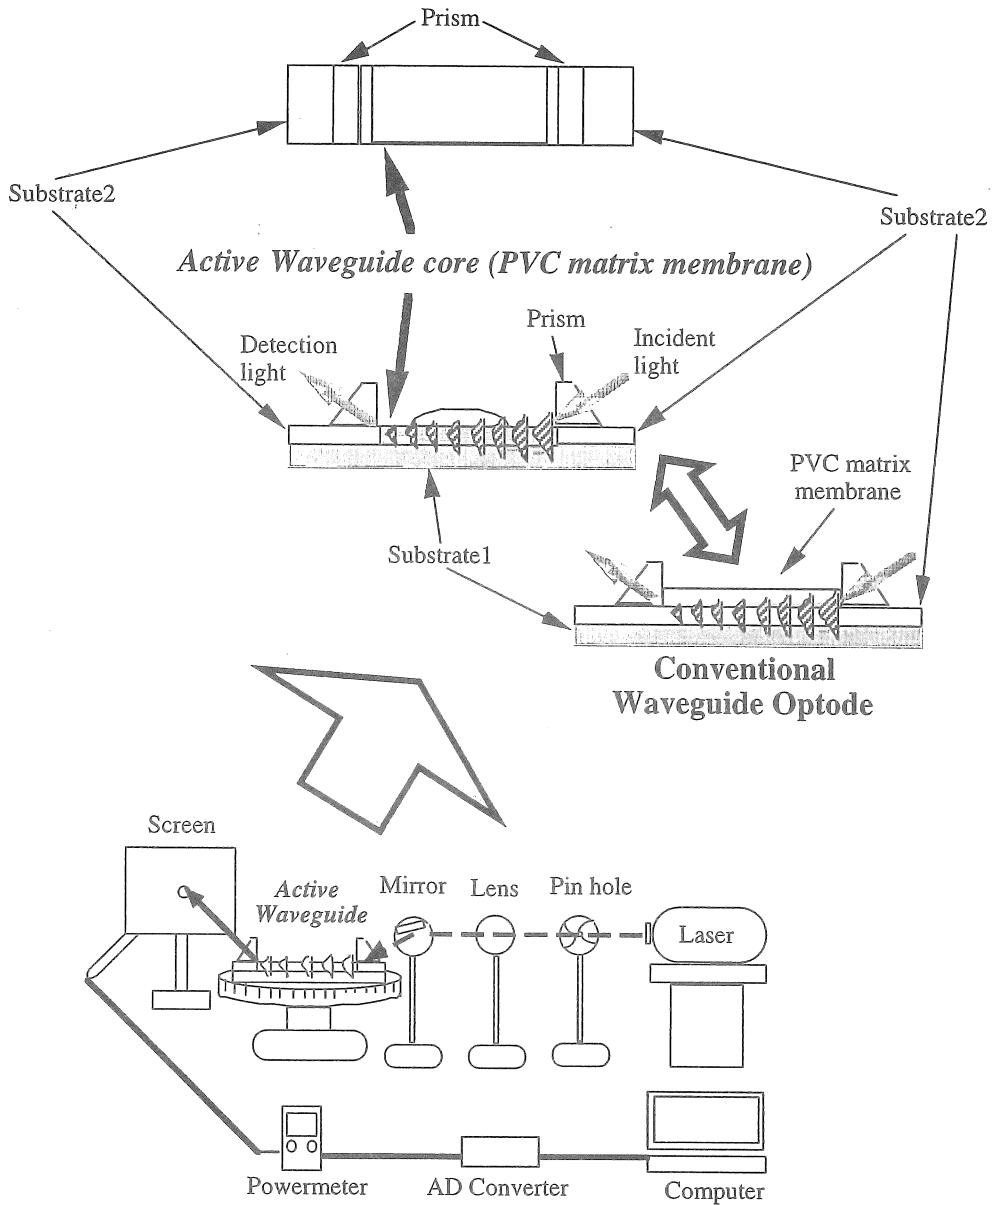 Prism
Substrate2
Substrate2
Active Waveguide core (PVC matrix membrane)
Prism
Detection
light
Incident
light
PVC matrix
membrane
Substrate1
Conventional
Waveguide Optode
Screen
Active
Waveguide
Mirror
Lens
Pin hole
Laser
Powermeter
AD Converter
Computer